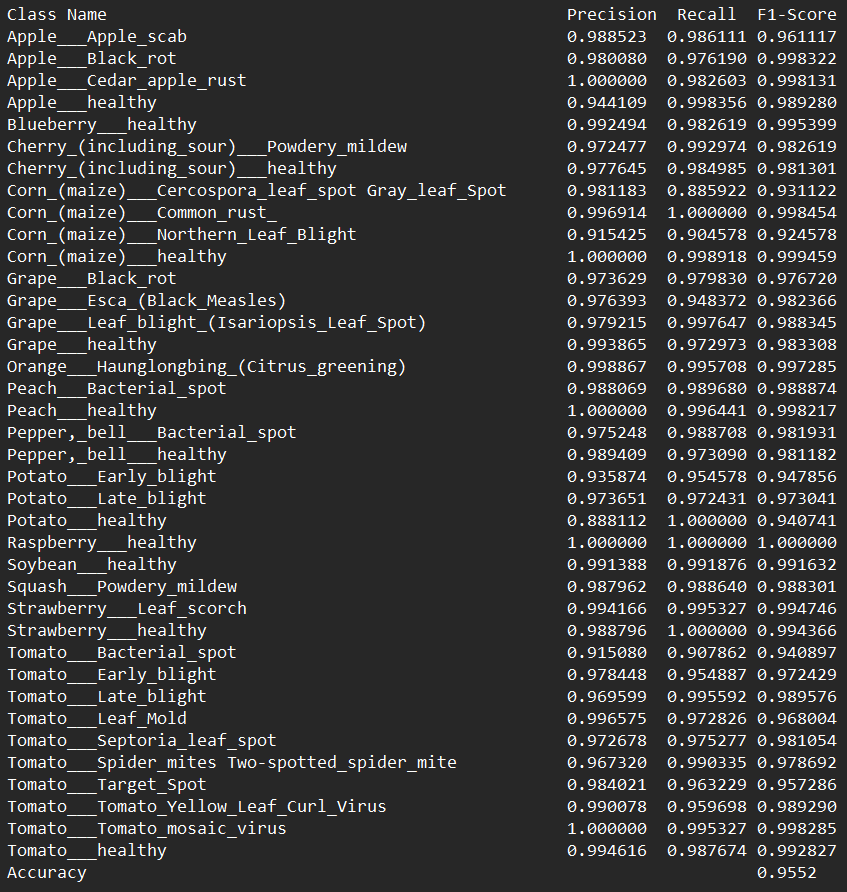 Class Name Precision Recall F1-Score
Apple___Apple_scab 0.988523 0.986111 0.961117
Apple___Black_rot 0.980080 0.976190 0.998322
Apple___Cedar_apple_rust 1.000000 0.982603 0.998131
Apple___healthy 0.944109 0.998356 0.989280
Blueberry___healthy 0.992494 0.982619 0.995399
Cherry_(including_sour)___Powdery_mildew 0.972477 0.992974 0.982619
Cherry_(including_sour)___healthy 0.977645 0.984985 0.981301
Corn_(maize)___Cercospora_leaf_spot Gray_leaf_Spot 0.981183 0.885922 0.931122
Corn_(maize)___Common_rust_ 0.996914 1.000000 0.998454
Corn_(maize)___Northern_Leaf_Blight 0.915425 0.904578 0.924578
Corn_(maize)___healthy 1.000000 0.998918 0.999459
Grape___Black_rot 0.973629 0.979830 0.976720
Grape___Esca_(Black_Measles) 0.976393 0.948372 0.982366
Grape___Leaf_blight_(Isariopsis_Leaf_Spot) 0.979215 0.997647 0.988345
Grape___healthy 0.993865 0.972973 0.983308
Orange___Haunglongbing_(Citrus_greening) 0.998867 0.995708 0.997285
Peach___Bacterial_spot 0.988069 0.989680 0.988874
Peach___healthy 1.000000 0.996441 0.998217
Pepper,_bell___Bacterial_spot 0.975248 0.988708 0.981931
Pepper,_bell___healthy 0.989409 0.973090 0.981182
Potato___Early_blight 0.935874 0.954578 0.947856
Potato___Late_blight 0.973651 0.972431 0.973041
Potato___healthy 0.888112 1.000000 0.940741
Raspberry___healthy 1.000000 1.000000 1.000000
Soybean___healthy 0.991388 0.991876 0.991632
Squash___Powdery_mildew 0.987962 0.988640 0.988301
Strawberry___Leaf_scorch 0.994166 0.995327 0.994746
Strawberry___healthy 0.988796 1.000000 0.994366
Tomato___Bacterial_spot 0.915080 0.907862 0.940897
Tomato___Early_blight 0.978448 0.954887 0.972429
Tomato___Late_blight 0.969599 0.995592 0.989576
Tomato___Leaf_Mold 0.996575 0.972826 0.968004
Tomato___Septoria_leaf_spot 0.972678 0.975277 0.981054
Tomato___Spider_mites Two-spotted_spider_mite 0.967320 0.990335 0.978692
Tomato___Target_Spot 0.984021 0.963229 0.957286
Tomato___Tomato_Yellow_Leaf_Curl_Virus 0.990078 0.959698 0.989290
Tomato___Tomato_mosaic_virus 1.000000 0.995327 0.998285
Tomato___healthy 0.994616 0.987674 0.992827
Accuracy 0.9552